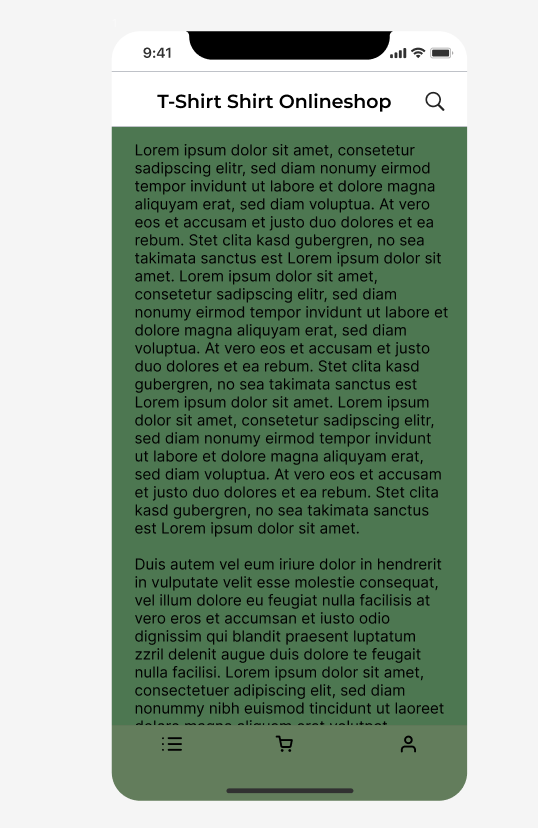 9:41
T-Shirt Shirt Onlineshop
Lorem ipsum dolor sit amet, consetetur
sadipscing elitr, sed diam nonumy eirmod
tempor invidunt ut labore et dolore magna
aliquyam erat, sed diam voluptua. At vero
eos et accusam et justo duo dolores et ea
rebum. Stet clita kasd gubergren, no sea
takimata sanctus est Lorem ipsum dolor sit
amet. Lorem ipsum dolor sit amet,
consetetur sadipscing elitr, sed diam
nonumy eirmod tempor invidunt ut labore et
dolore magna aliquyam erat, sed diam
voluptua. At vero eos et accusam et justo
duo dolores et ea rebum. Stet clita kasd
gubergren, no sea takimata sanctus est
Lorem ipsum dolor sit amet. Lorem ipsum
dolor sit amet, consetetur sadipscing elitr,
sed diam nonumy eirmod tempor invidunt
ut labore et dolore magna aliquyam erat,
sed diam voluptua. At vero eos et accusam
et justo duo dolores et ea rebum. Stet clita
kasd gubergren, no sea takimata sanctus
est Lorem ipsum dolor sit amet.
Duis autem vel eum iriure dolor in hendrerit
in vulputate velit esse molestie consequat,
vel illum dolore eu feugiat nulla facilisis at
vero eros et accumsan et iusto odio
dignissim qui blandit praesent luptatum
zzril delenit augue duis dolore te feugait
nulla facilisi. Lorem ipsum dolor sit amet,
consectetuer adipiscing elit, sed diam
nonummy nibh euismod tincidunt ut laoreet
dolore magna aliquam erat volutpat.